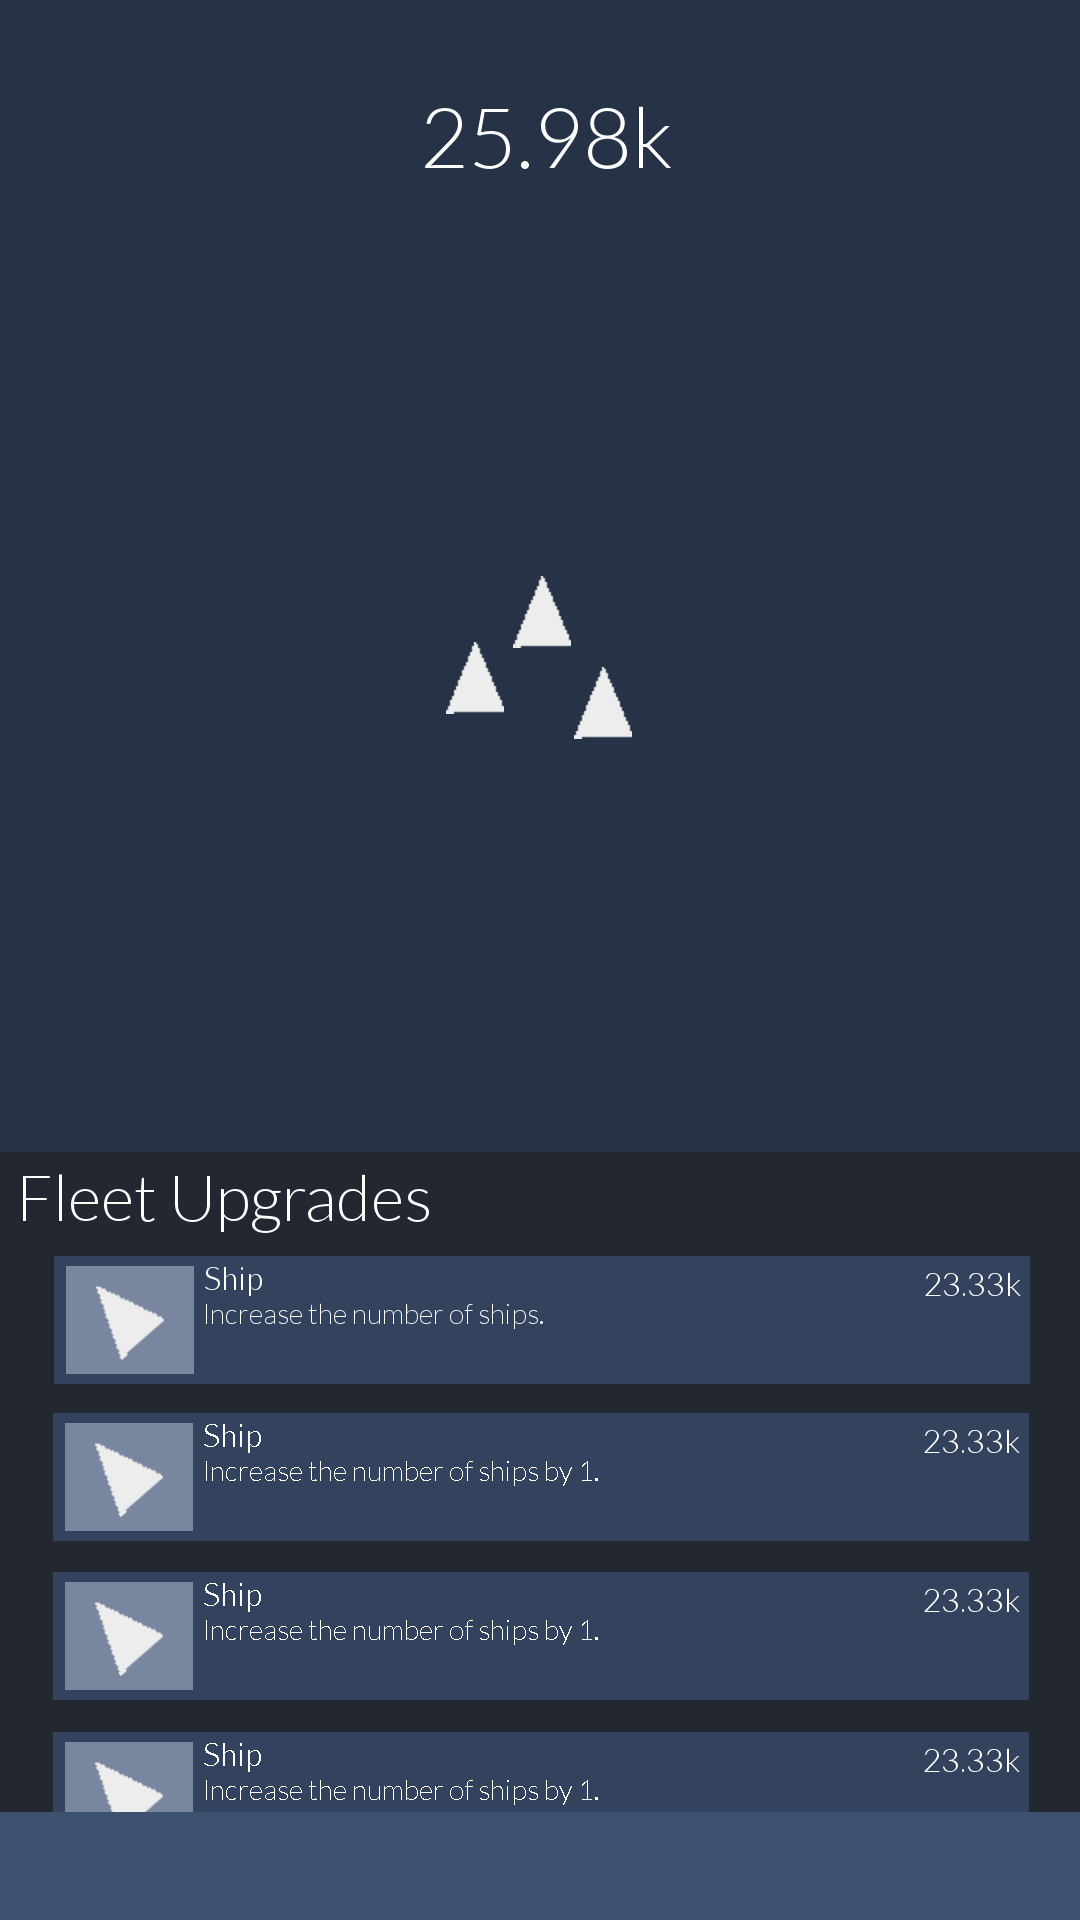 25.98k
Fleet Upgrades
Ship 23.33k
Increase the number of ships.
Ship 23.33k
Increase the number of ships by 1.
Ship 23.33k
Increase the number of ships by 1.
Ship 23.33k
Increase the number of ships by 1.